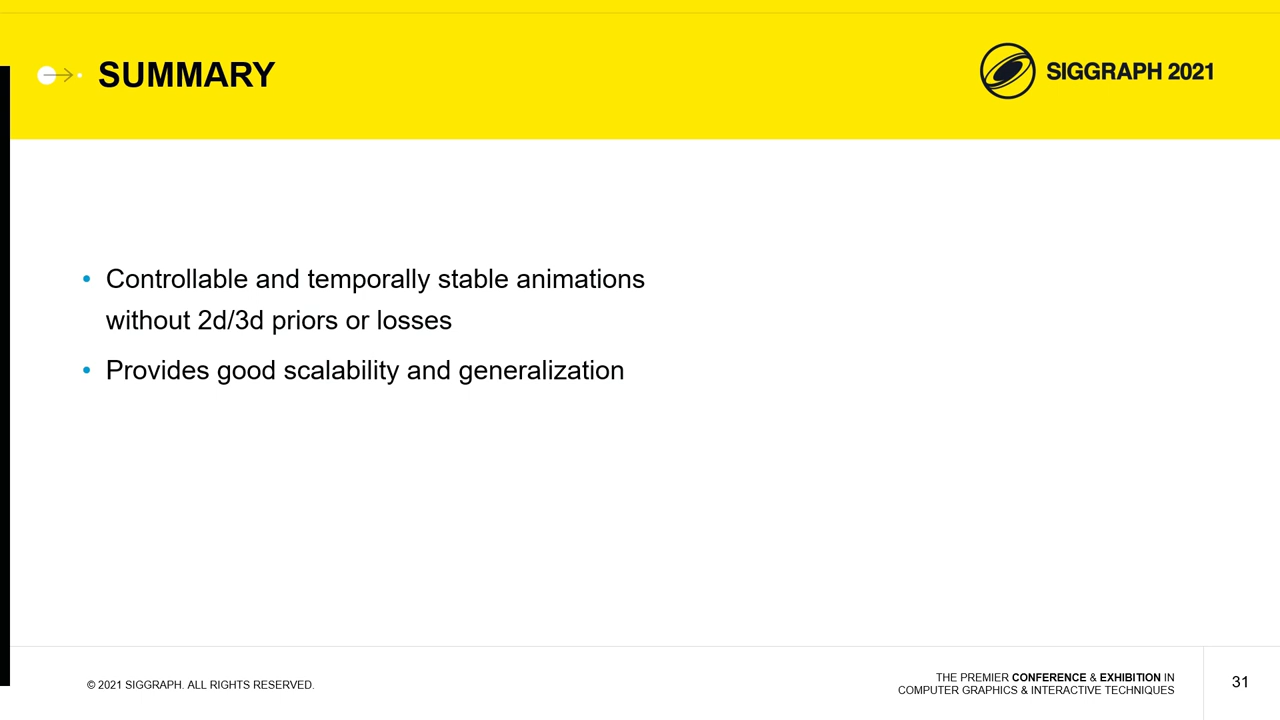 SUMMARY
SIGGRAPH 2021
• Controllable and temporally stable animations
without 2d/3d priors or losses
• Provides good scalability and generalization
© 2021 SIGGRAPH. ALL RIGHTS RESERVED.
THE PREMIER CONFERENCE & EXHIBITION IN
COMPUTER GRAPHICS & INTERACTIVE TECHNIQUES
31